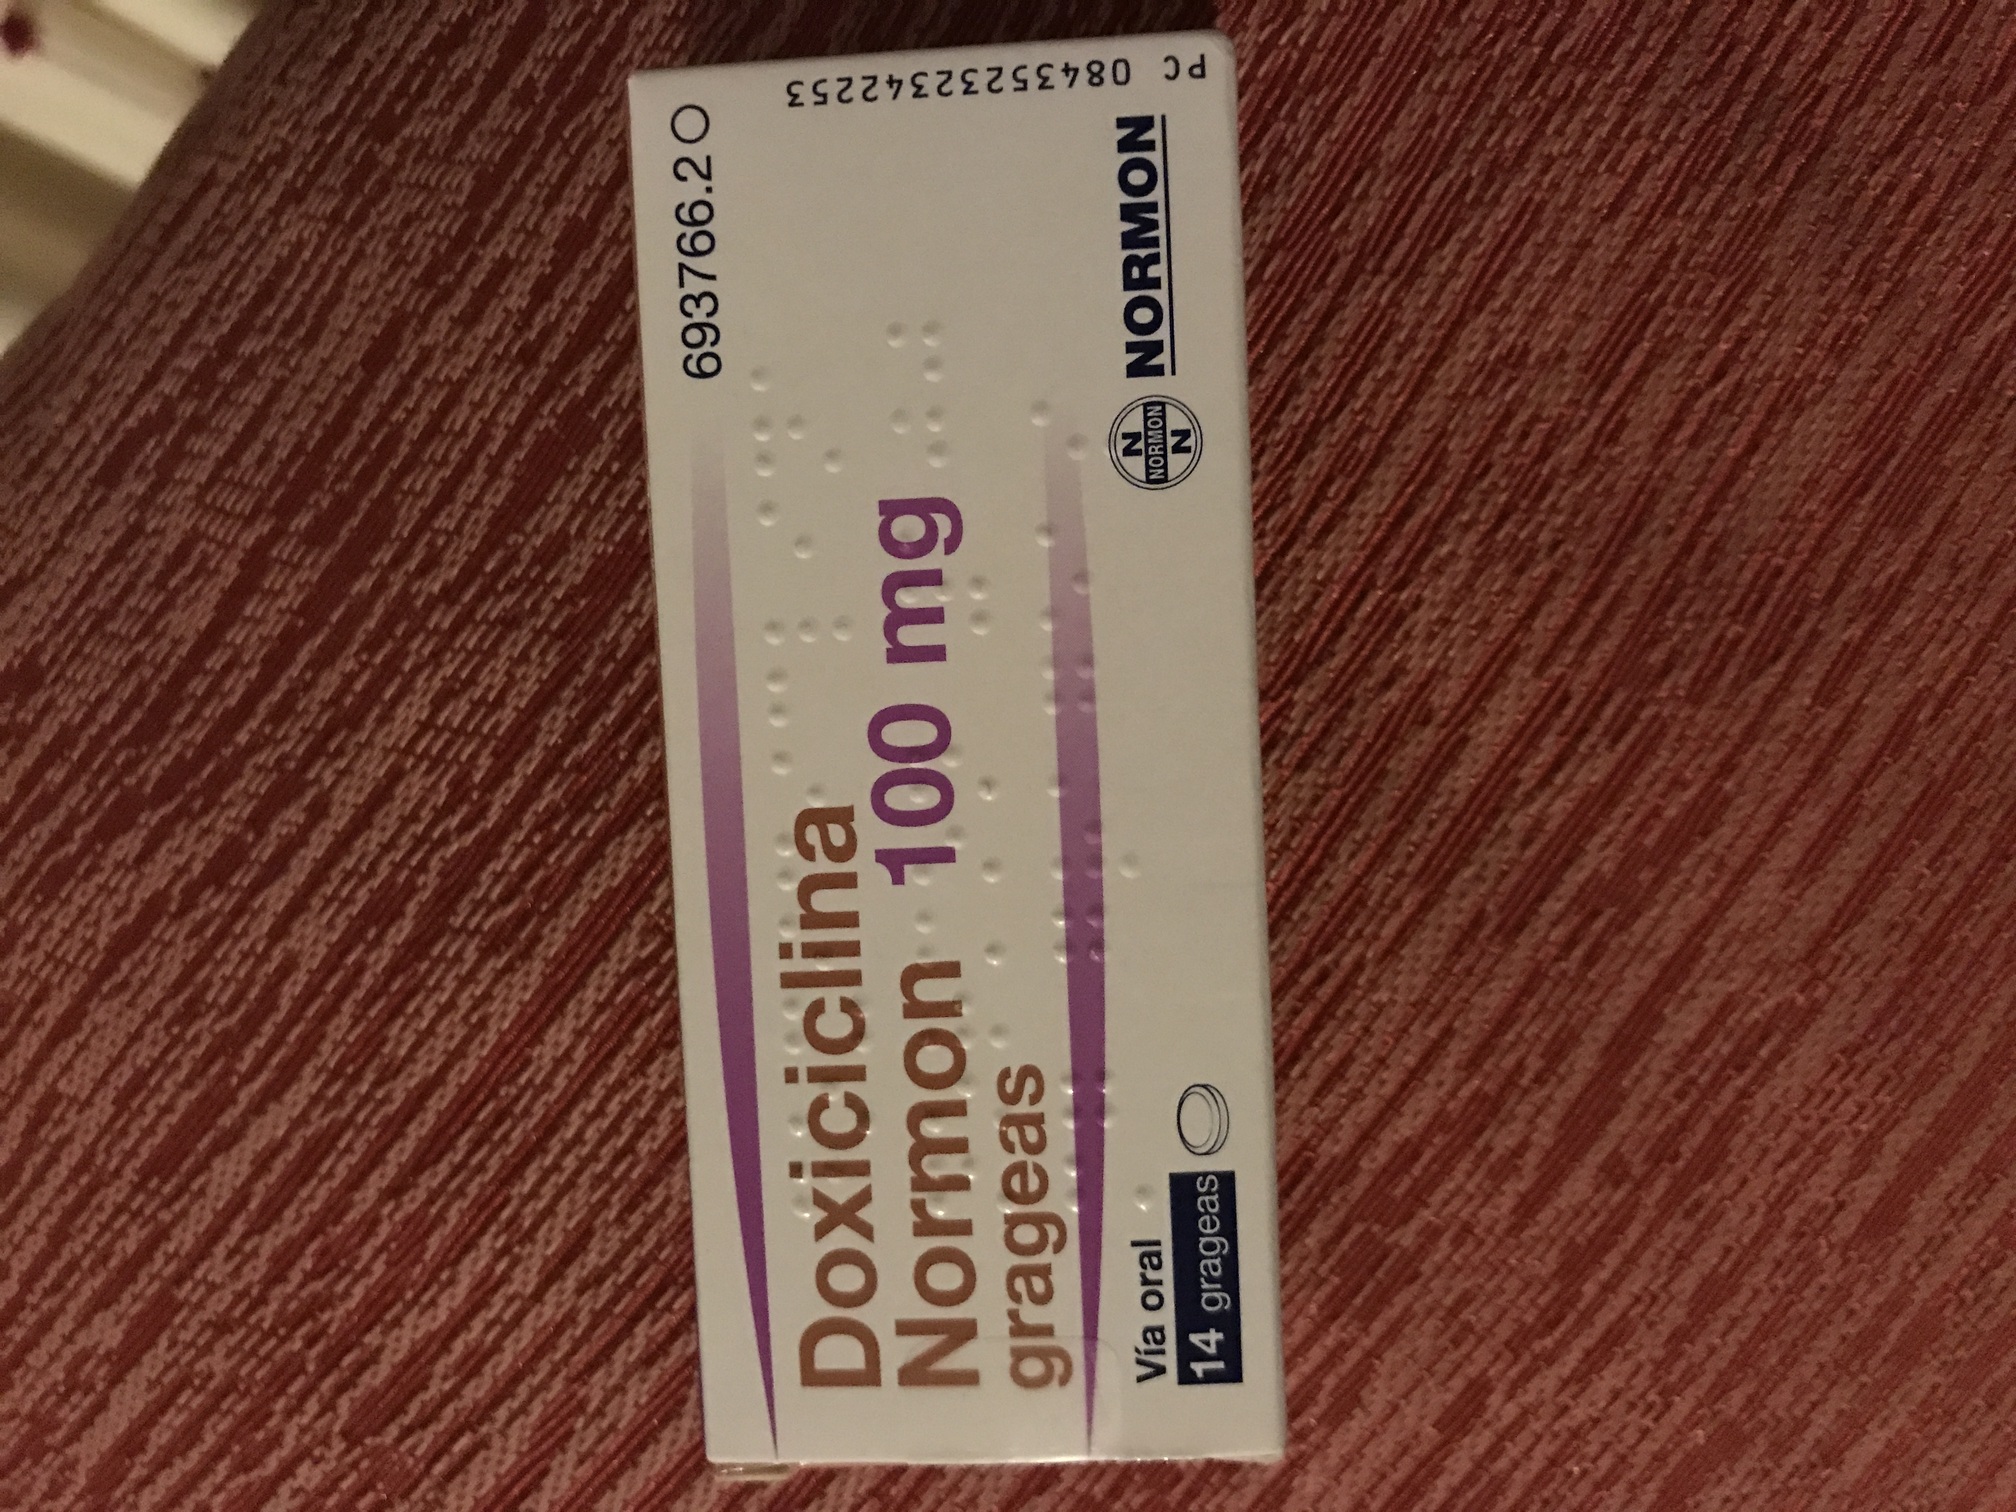 693766.2
PC 08435232342253
Doxiciclina
Normon 100 mg
grageas
Vía oral
14 grageas
N
NORMON
N
NORMON